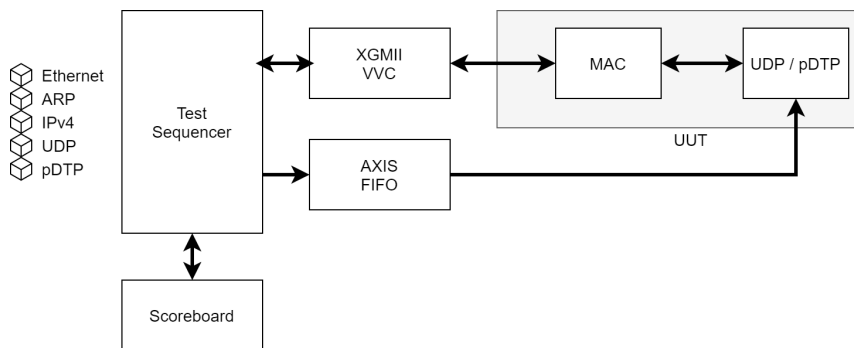 Ethernet
ARP
IPv4
UDP
pDTP
Test
Sequencer
XGMII
VVC
MAC
UDP / pDTP
UUT
AXIS
FIFO
Scoreboard